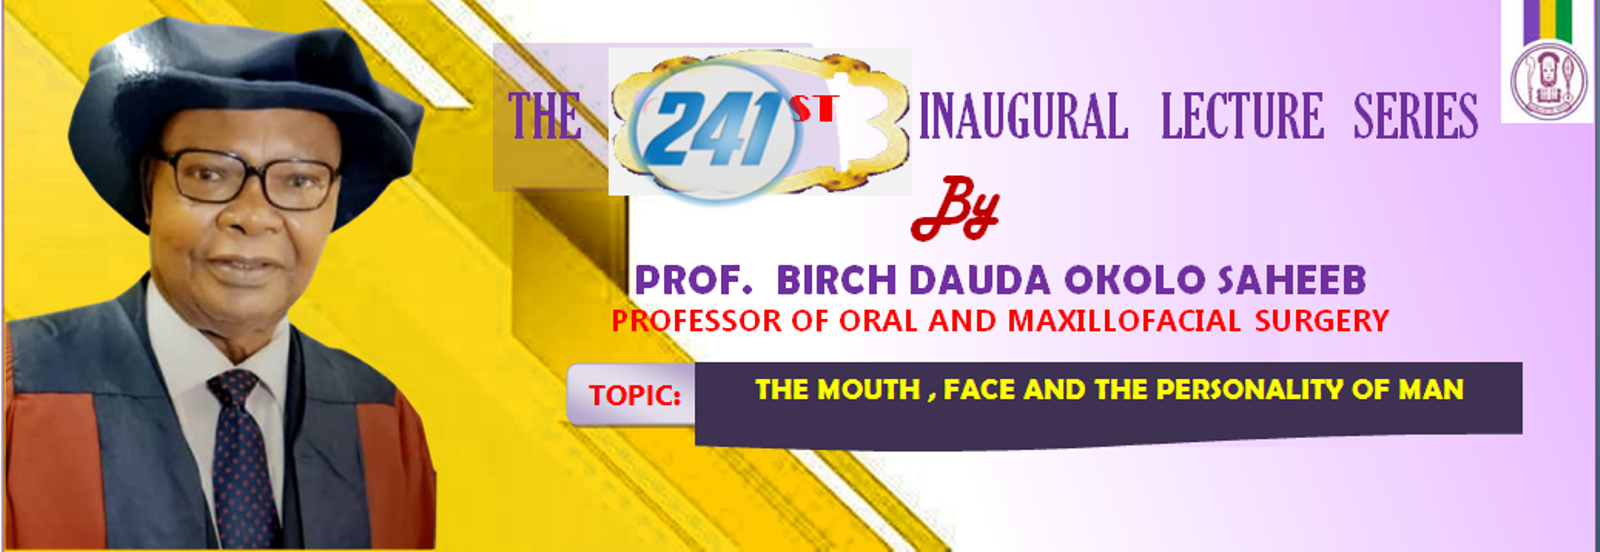 THE 241ST INAUGURAL LECTURE SERIES
By
PROF. BIRCH DAUDA OKOLO SAHEEB
PROFESSOR OF ORAL AND MAXILLOFACIAL SURGERY
TOPIC: THE MOUTH , FACE AND THE PERSONALITY OF MAN